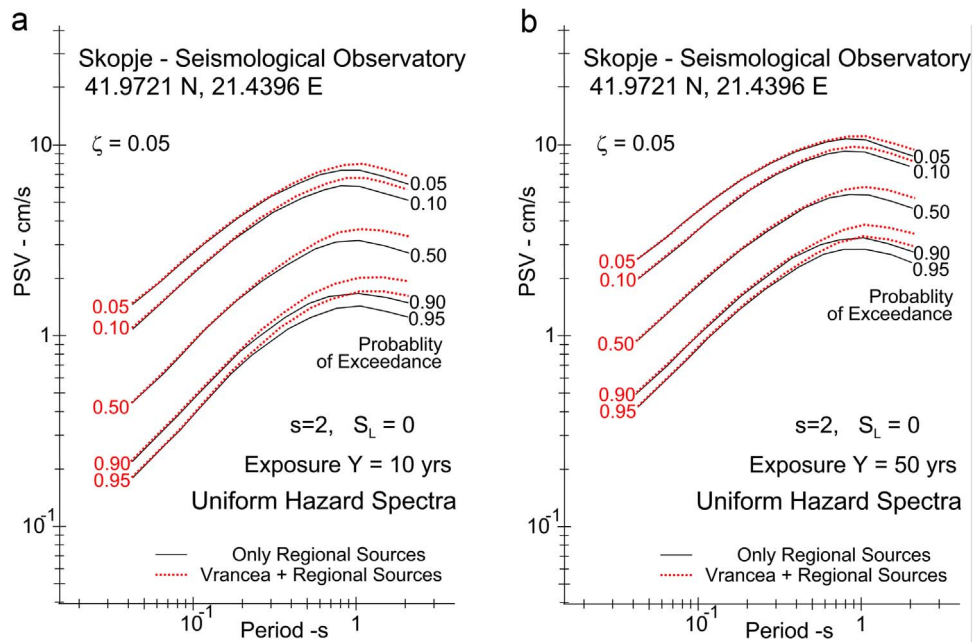 a
Skopje - Seismological Observatory
41.9721 N, 21.4396 E
10
ζ = 0.05
0.05
0.10
0.50
0.90
0.95
PSV - cm/s
1
0.05
0.10
0.50
0.90
0.95
Probablity
of Exceedance
s=2, S_L = 0
Exposure Y = 10 yrs
Uniform Hazard Spectra
10⁻¹
Only Regional Sources
Vrancea + Regional Sources
10⁻¹
1
Period -s
b
Skopje - Seismological Observatory
41.9721 N, 21.4396 E
10
ζ = 0.05
0.05
0.10
0.50
0.90
0.95
PSV - cm/s
1
0.05
0.10
0.50
0.90
0.95
Probablity
of Exceedance
s=2, S_L = 0
Exposure Y = 50 yrs
Uniform Hazard Spectra
10⁻¹
Only Regional Sources
Vrancea + Regional Sources
10⁻¹
1
Period -s